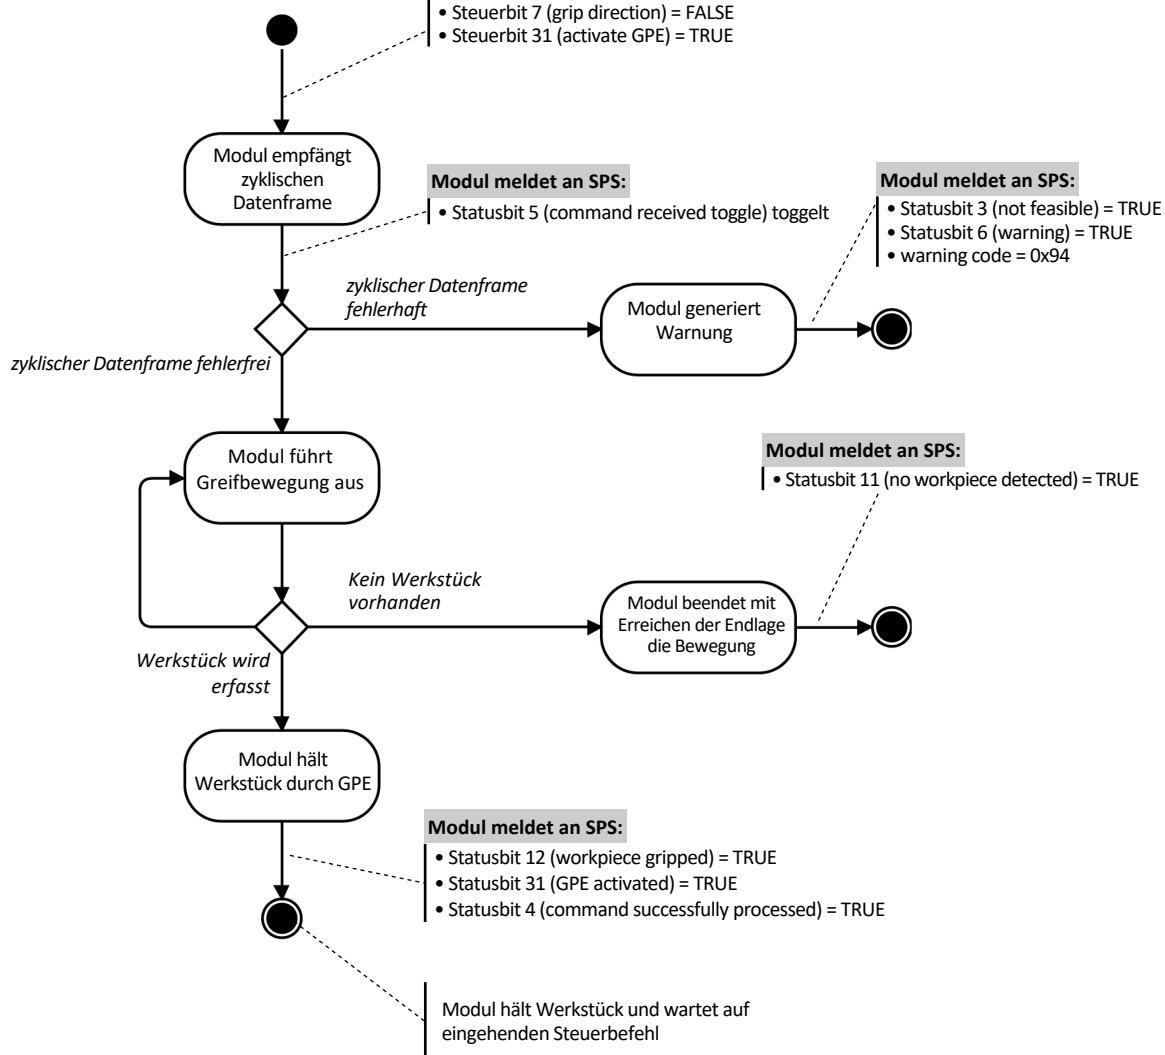 • Steuerbit 7 (grip direction) = FALSE
• Steuerbit 31 (activate GPE) = TRUE
Modul empfängt
zyklischen
Datenframe
Modul meldet an SPS:
• Statusbit 5 (command received toggle) toggelt
Modul meldet an SPS:
• Statusbit 3 (not feasible) = TRUE
• Statusbit 6 (warning) = TRUE
• warning code = 0x94
zyklischer Datenframe
fehlerhaft
Modul generiert
Warnung
zyklischer Datenframe fehlerfrei
Modul führt
Greifbewegung aus
Modul meldet an SPS:
• Statusbit 11 (no workpiece detected) = TRUE
Kein Werkstück
vorhanden
Modul beendet mit
Erreichen der Endlage
die Bewegung
Werkstück wird
erfasst
Modul hält
Werkstück durch GPE
Modul meldet an SPS:
• Statusbit 12 (workpiece gripped) = TRUE
• Statusbit 31 (GPE activated) = TRUE
• Statusbit 4 (command successfully processed) = TRUE
Modul hält Werkstück und wartet auf
eingehenden Steuerbefehl